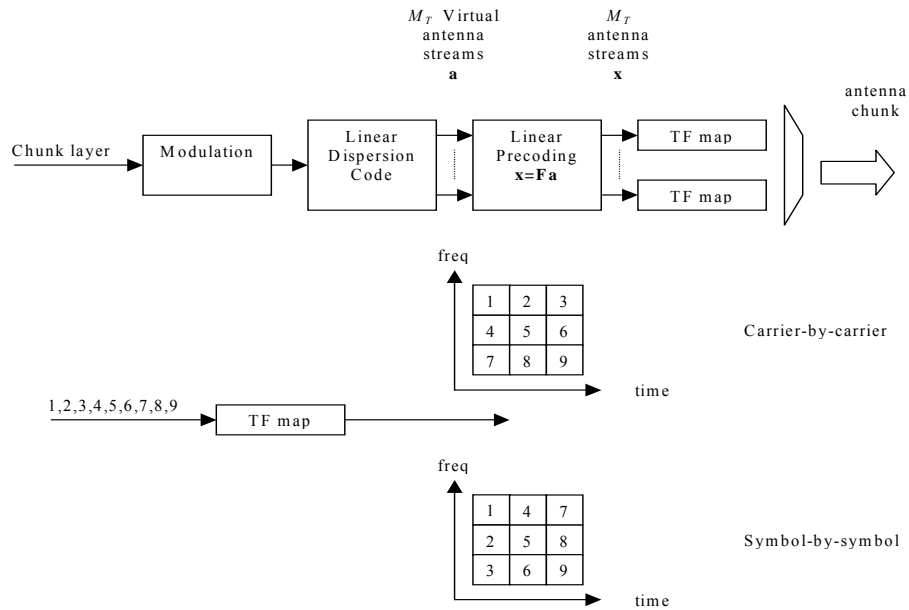 M_T Virtual
antenna
streams
a
M_T
antenna
streams
x
antenna
chunk
Chunk layer
Modulation
Linear
Dispersion
Code
Linear
Precoding
x=Fa
TF map
TF map
freq
1 2 3
4 5 6
7 8 9
time
Carrier-by-carrier
1,2,3,4,5,6,7,8,9
TF map
freq
1 4 7
2 5 8
3 6 9
time
Symbol-by-symbol